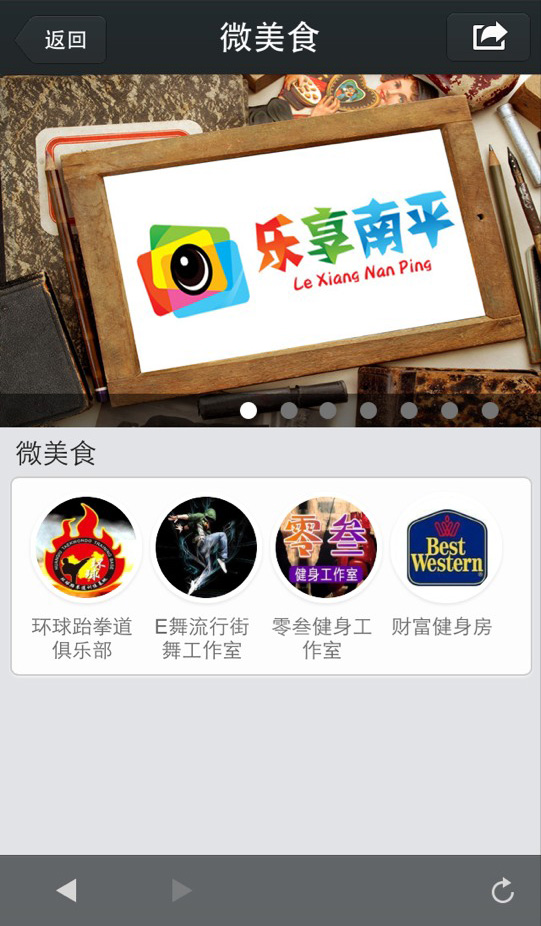 返回
微美食
乐享南平
Le Xiang Nan Ping
微美食
环球
零叁
健身工作室
Best
Western
环球跆拳道
俱乐部
E舞流行街
舞工作室
零叁健身工
作室
财富健身房